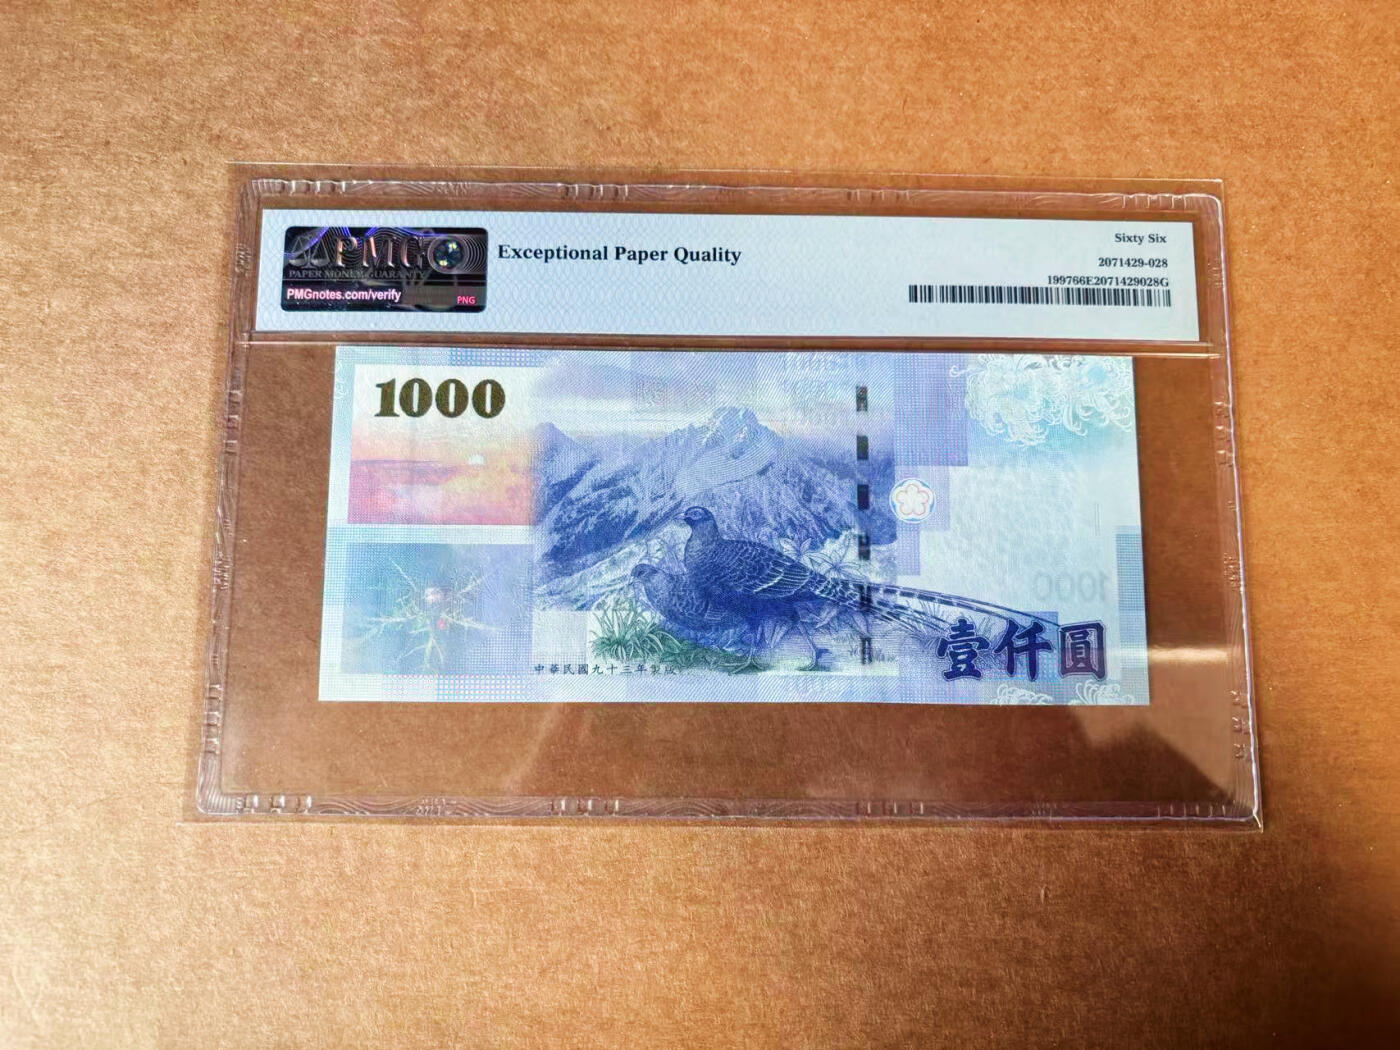 PMG
PAPER MONEY GUARANTY
PMGnotes.com/verify
PNG
Exceptional Paper Quality
Sixty Six
2071429-028
199766E2071429028G
1000
1000
中華民國九十三年製版
壹仟圓